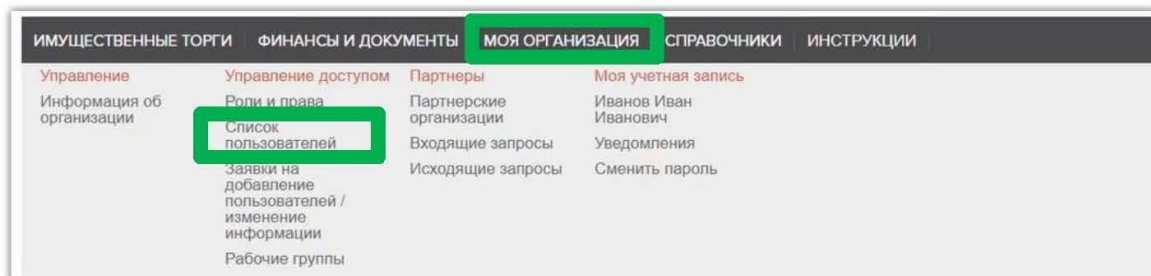 ИМУЩЕСТВЕННЫЕ ТОРГИ ФИНАНСЫ И ДОКУМЕНТЫ МОЯ ОРГАНИЗАЦИЯ СПРАВОЧНИКИ ИНСТРУКЦИИ
Управление
Информация об
организации
Управление доступом
Роли и права
Список
пользователей
Заявки на
добавление
пользователей /
изменение
информации
Рабочие группы
Партнеры
Партнерские
организации
Входящие запросы
Исходящие запросы
Моя учетная запись
Иванов Иван
Иванович
Уведомления
Сменить пароль